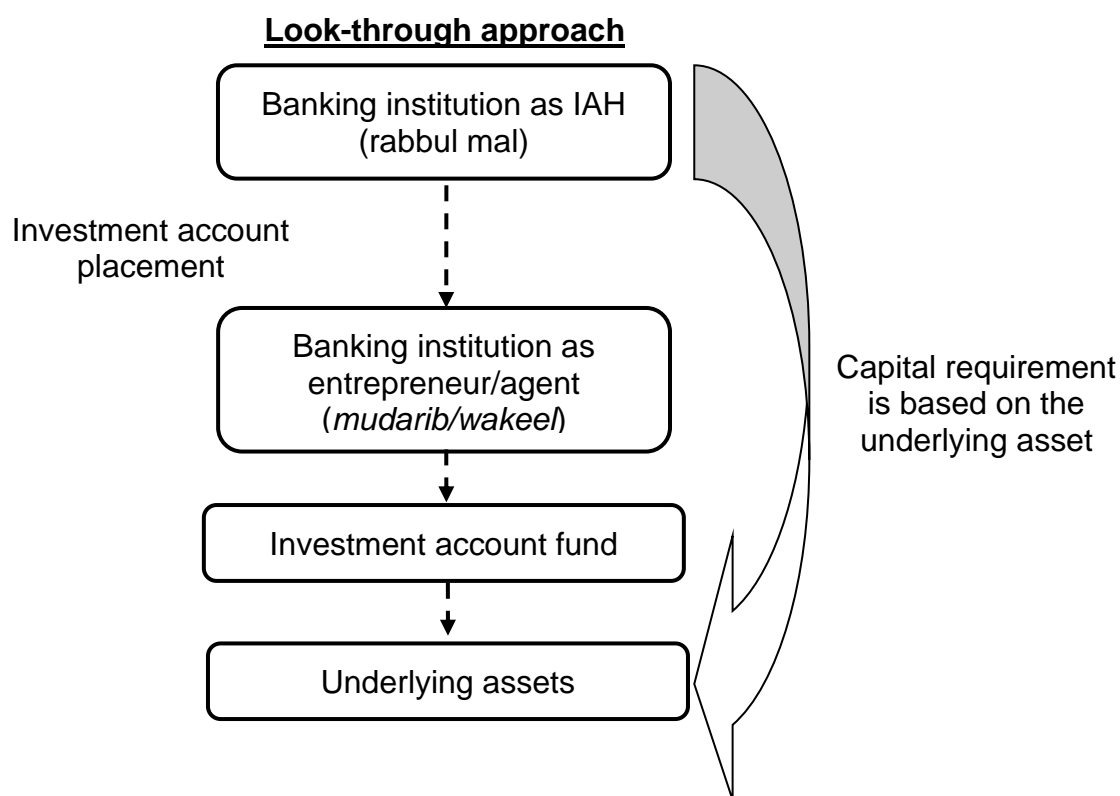 Look-through approach
Banking institution as IAH
(rabbul mal)
Investment account
placement
Banking institution as
entrepreneur/agent
(mudarib/wakeel)
Capital requirement
is based on the
underlying asset
Investment account fund
Underlying assets